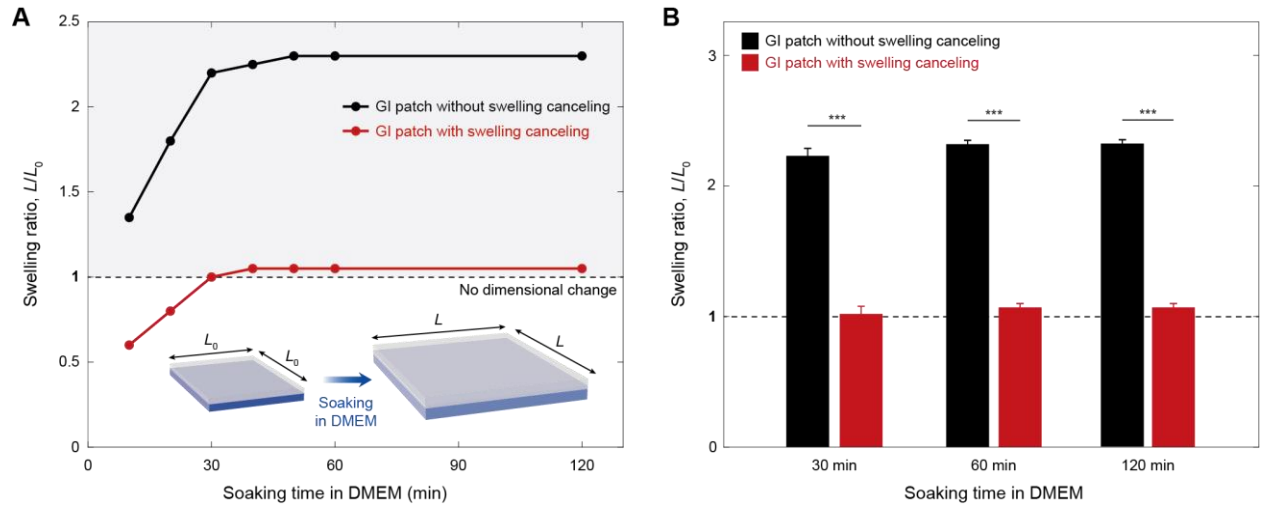 A
2.5
2
1.5
1
0.5
0
Swelling ratio, L/L0
GI patch without swelling canceling
GI patch with swelling canceling
No dimensional change
L0
L0
L
L
Soaking
in DMEM
0
30
60
90
120
Soaking time in DMEM (min)
B
3
2
1
0
Swelling ratio, L/L0
GI patch without swelling canceling
GI patch with swelling canceling
***
***
***
30 min
60 min
120 min
Soaking time in DMEM